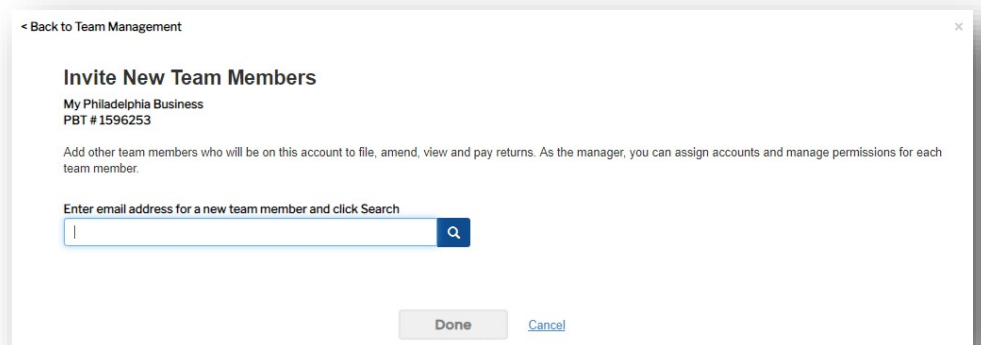 < Back to Team Management
×
Invite New Team Members
My Philadelphia Business
PBT # 1596253
Add other team members who will be on this account to file, amend, view and pay returns. As the manager, you can assign accounts and manage permissions for each
team member.
Enter email address for a new team member and click Search
Done Cancel